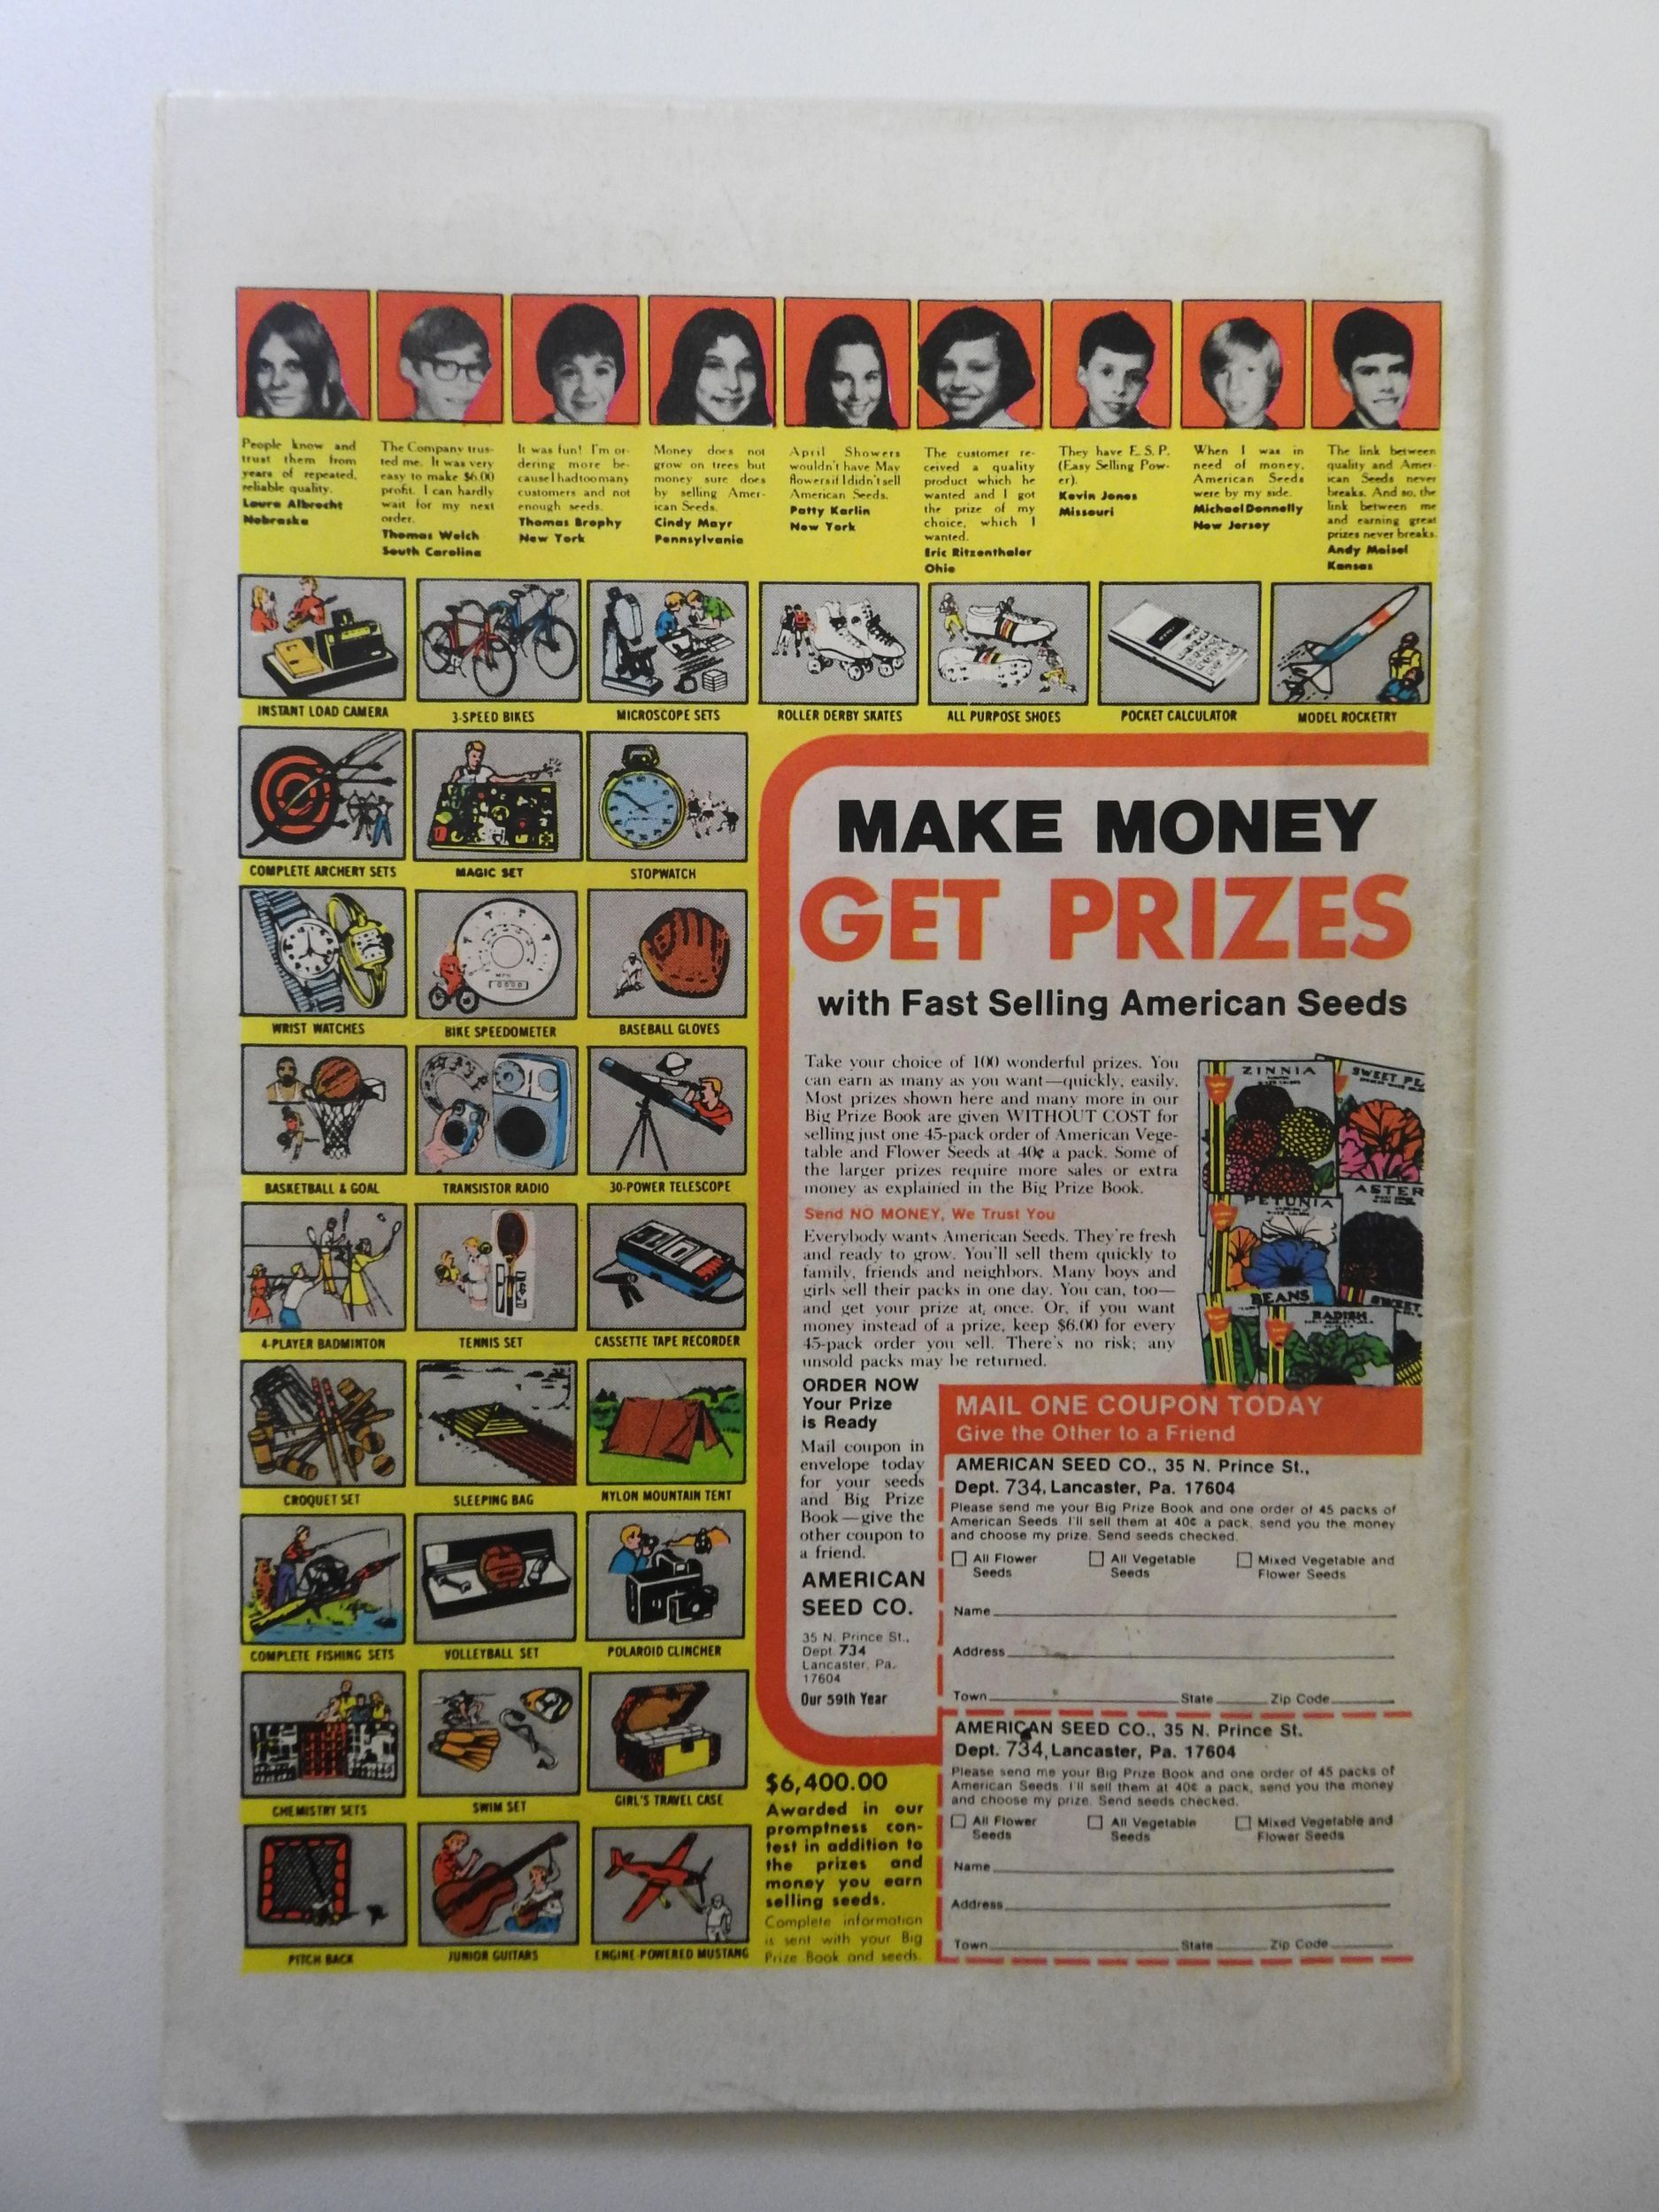 People know and
trust them from
years of repeated,
reliable quality.
Laura Albrecht
Nebraska
The Company trus-
ted me. It was very
easy to make $6.00
profit. I can hardly
wait for my next
order.
Thomas Welch
South Carolina
It was fun! I'm or-
dering more be-
cause I had too many
customers and not
enough seeds.
Thomas Brophy
New York
Money does not
grow on trees but
money sure does
by selling Amer-
ican Seeds.
Cindy Mayr
Pennsylvania
April Showers
wouldn't have May
flowers if I didn't sell
American Seeds.
Patty Karlin
New York
The customer re-
ceived a quality
product which he
wanted and I got
the prize of my
choice, which I
wanted.
Eric Ritzenthaler
Ohio
They have E.S.P.
(Easy Selling Pow-
er).
Kevin Jones
Missouri
When I was in
need of money,
American Seeds
were by my side.
Michael Donnelly
New Jersey
The link between
quality and Amer-
ican Seeds never
breaks. And so, the
link between me
and earning great
prizes never breaks.
Andy Maisel
Kansas
INSTANT LOAD CAMERA
3-SPEED BIKES
MICROSCOPE SETS
ROLLER DERBY SKATES
ALL PURPOSE SHOES
POCKET CALCULATOR
MODEL ROCKETRY
COMPLETE ARCHERY SETS
MAGIC SET
STOPWATCH
WRIST WATCHES
MPH
BIKE SPEEDOMETER
BASEBALL GLOVES
BASKETBALL & GOAL
TRANSISTOR RADIO
30-POWER TELESCOPE
4-PLAYER BADMINTON
TENNIS SET
CASSETTE TAPE RECORDER
CROQUET SET
SLEEPING BAG
NYLON MOUNTAIN TENT
COMPLETE FISHING SETS
VOLLEYBALL SET
POLAROID CLINCHER
CHEMISTRY SETS
SWIM SET
GIRL'S TRAVEL CASE
PITCH BACK
JUNIOR GUITARS
ENGINE POWERED MUSTANG
MAKE MONEY
GET PRIZES
with Fast Selling American Seeds
Take your choice of 100 wonderful prizes. You
can earn as many as you want—quickly, easily.
Most prizes shown here and many more in our
Big Prize Book are given WITHOUT COST for
selling just one 45-pack order of American Vege-
table and Flower Seeds at 40¢ a pack. Some of
the larger prizes require more sales or extra
money as explained in the Big Prize Book.
Send NO MONEY, We Trust You
Everybody wants American Seeds. They're fresh
and ready to grow. You'll sell them quickly to
family, friends and neighbors. Many boys and
girls sell their packs in one day. You can, too—
and get your prize at once. Or, if you want
money instead of a prize, keep $6.00 for every
45-pack order you sell. There's no risk; any
unsold packs may be returned.
ZINNIA
SWEET PE
PETUNIA
ASTER
BEANS
SWEET
RADISH
ORDER NOW
Your Prize
is Ready
Mail coupon in
envelope today
for your seeds
and Big Prize
Book—give the
other coupon to
a friend.
AMERICAN
SEED CO.
35 N. Prince St.,
Dept. 734
Lancaster, Pa.
17604
Our 59th Year
$6,400.00
Awarded in our
promptness con-
test in addition to
the prizes and
money you earn
selling seeds.
Complete information
is sent with your Big
Prize Book and seeds.
MAIL ONE COUPON TODAY
Give the Other to a Friend
AMERICAN SEED CO., 35 N. Prince St.,
Dept. 734, Lancaster, Pa. 17604
Please send me your Big Prize Book and one order of 45 packs of
American Seeds. I'll sell them at 40¢ a pack, send you the money
and choose my prize. Send seeds checked.
All Flower Seeds
All Vegetable Seeds
Mixed Vegetable and Flower Seeds
Name
Address
Town State Zip Code
AMERICAN SEED CO., 35 N. Prince St.
Dept. 734, Lancaster, Pa. 17604
Please send me your Big Prize Book and one order of 45 packs of
American Seeds. I'll sell them at 40¢ a pack, send you the money
and choose my prize. Send seeds checked.
All Flower Seeds
All Vegetable Seeds
Mixed Vegetable and Flower Seeds
Name
Address
Town State Zip Code